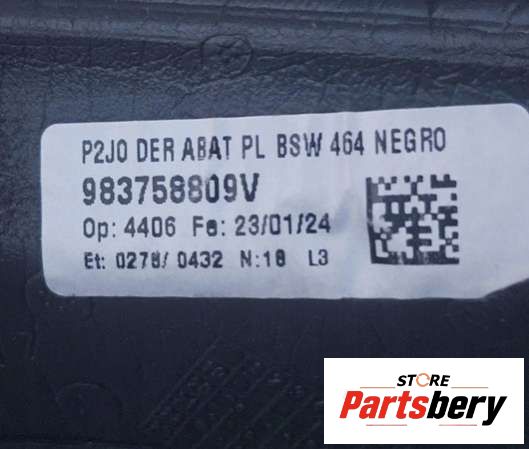 P2JO DER ABAT PL BSW 464 NEGRO
983758809V
Op: 4406 Fe: 23/01/24
Et: 0278/ 0432 N:18 L3
STORE
Partsbery